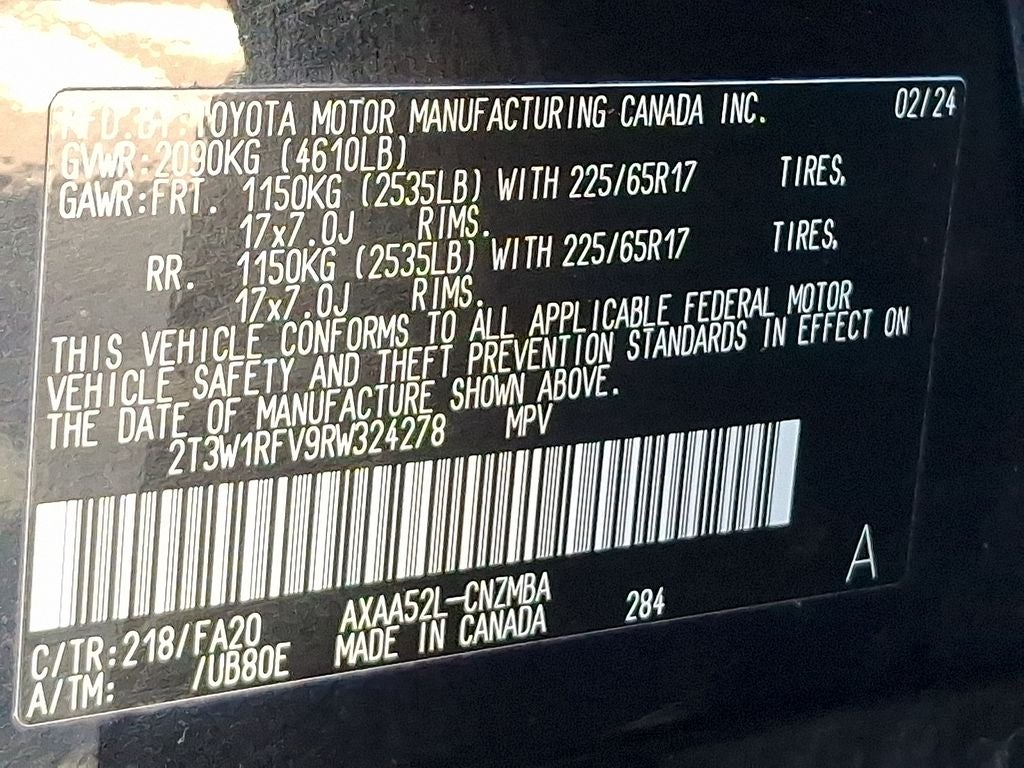 MFD.BY:TOYOTA MOTOR MANUFACTURING CANADA INC. 02/24
GVWR:2090KG (4610LB)
GAWR:FRT. 1150KG (2535LB) WITH 225/65R17 TIRES,
17x7.0J RIMS.
RR. 1150KG (2535LB) WITH 225/65R17 TIRES,
17x7.0J RIMS.
THIS VEHICLE CONFORMS TO ALL APPLICABLE FEDERAL MOTOR
VEHICLE SAFETY AND THEFT PREVENTION STANDARDS IN EFFECT ON
THE DATE OF MANUFACTURE SHOWN ABOVE.
2T3W1RFV9RW324278 MPV
A
C/TR:218/FA20 AXAA52L-CNZMBA 284
A/TM: /UB80E MADE IN CANADA